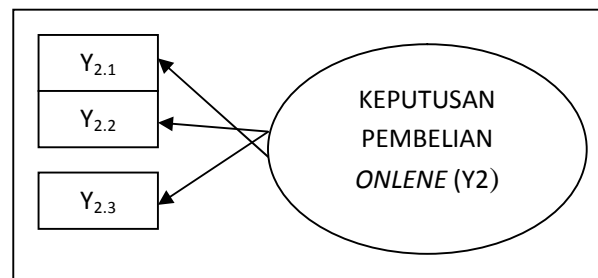 Y2.1
Y2.2
Y2.3
KEPUTUSAN
PEMBELIAN
ONLENE (Y2)